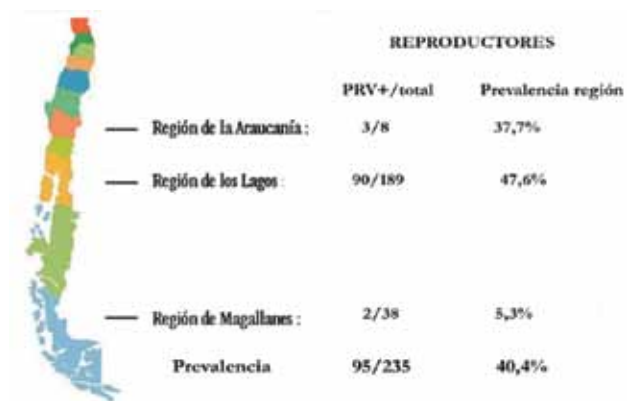 REPRODUCTORES
PRV+/total Prevalencia región
Región de la Araucanía : 3/8 37,7%
Región de los Lagos : 90/189 47,6%
Región de Magallanes : 2/38 5,3%
Prevalencia 95/235 40,4%